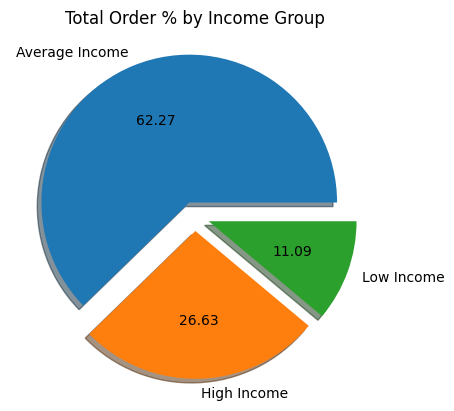 Total Order % by Income Group
Average Income
62.27
11.09
Low Income
26.63
High Income